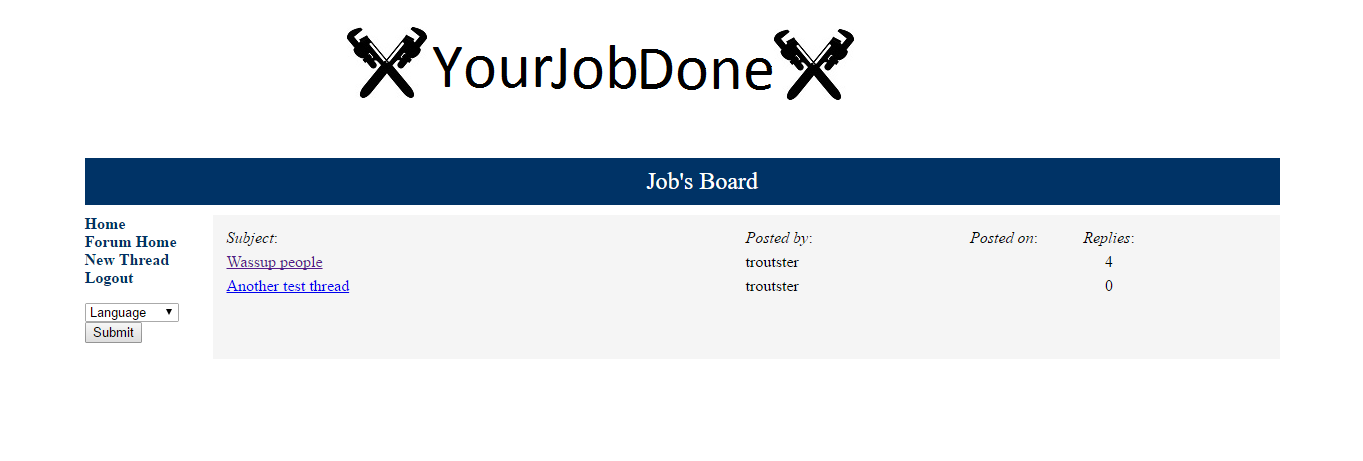 YourJobDone
Job's Board
Home
Forum Home
New Thread
Logout
Language
Submit
Subject: Posted by: Posted on: Replies:
Wassup people troutster 4
Another test thread troutster 0